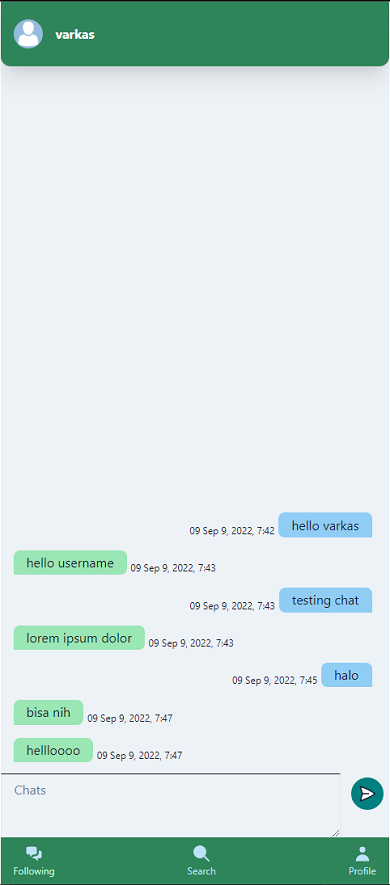 varkas
09 Sep 9, 2022, 7:42 hello varkas
hello username 09 Sep 9, 2022, 7:43
09 Sep 9, 2022, 7:43 testing chat
lorem ipsum dolor 09 Sep 9, 2022, 7:43
09 Sep 9, 2022, 7:45 halo
bisa nih 09 Sep 9, 2022, 7:47
hellloooo 09 Sep 9, 2022, 7:47
Chats
Following Search Profile